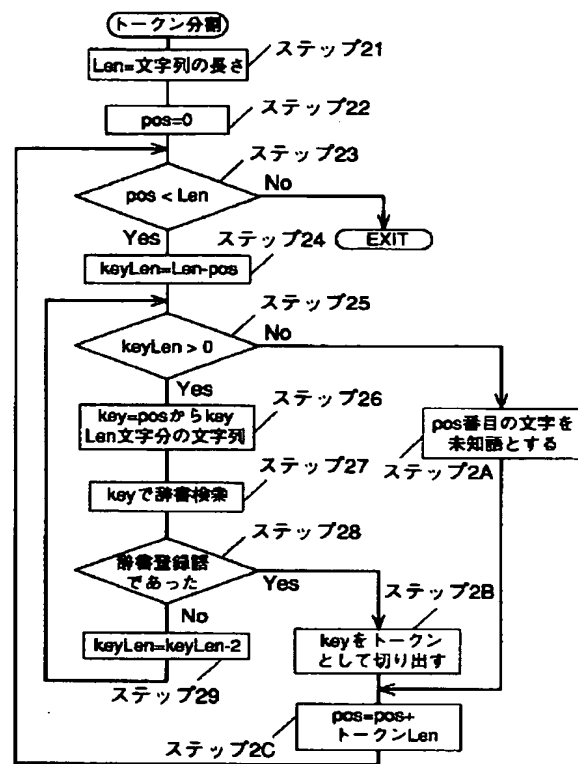 トークン分割
ステップ21
Len=文字列の長さ
ステップ22
pos=0
ステップ23
pos < Len
No
Yes
ステップ24
EXIT
keyLen=Len-pos
ステップ25
keyLen > 0
No
Yes
ステップ26
key=posからkey
Len文字分の文字列
pos番目の文字を
未知語とする
ステップ2A
ステップ27
keyで辞書検索
ステップ28
辞書登録語
であった
Yes
ステップ2B
No
keyをトークン
として切り出す
keyLen=keyLen-2
ステップ29
pos=pos+
トークンLen
ステップ2C